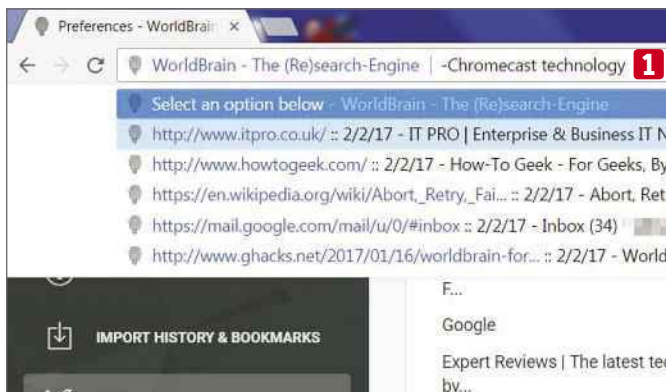 Preferences - WorldBrain
WorldBrain - The (Re)search-Engine | -Chromecast technology 1
Select an option below - WorldBrain - The (Re)search-Engine
http://www.itpro.co.uk/ :: 2/2/17 - IT PRO | Enterprise & Business IT N
http://www.howtogeek.com/ :: 2/2/17 - How-To Geek - For Geeks, By
https://en.wikipedia.org/wiki/Abort,_Retry,_Fai... :: 2/2/17 - Abort, Ret
https://mail.google.com/mail/u/0/#inbox :: 2/2/17 - Inbox (34)
http://www.ghacks.net/2017/01/16/worldbrain-for... :: 2/2/17 - World
F...
Google
IMPORT HISTORY & BOOKMARKS
Expert Reviews | The latest tec
by...